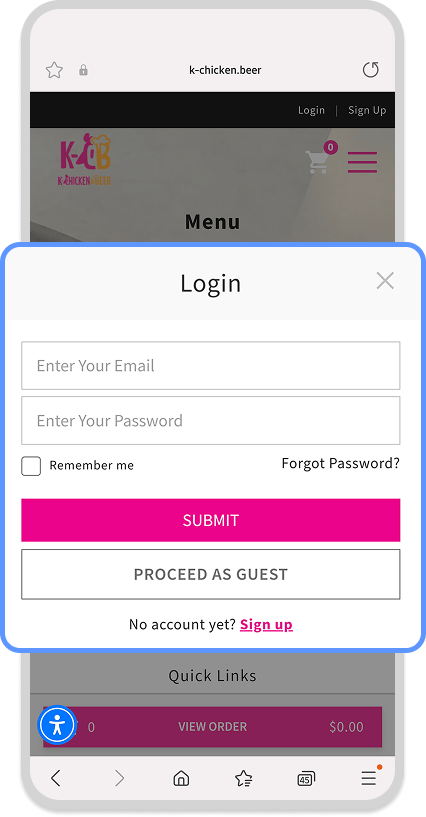 k-chicken.beer
Login | Sign Up
K-CB
K-CHICKEN & BEER
0
Menu
Login
Enter Your Email
Enter Your Password
Remember me
Forgot Password?
SUBMIT
PROCEED AS GUEST
No account yet? Sign up
Quick Links
0 VIEW ORDER $0.00
45